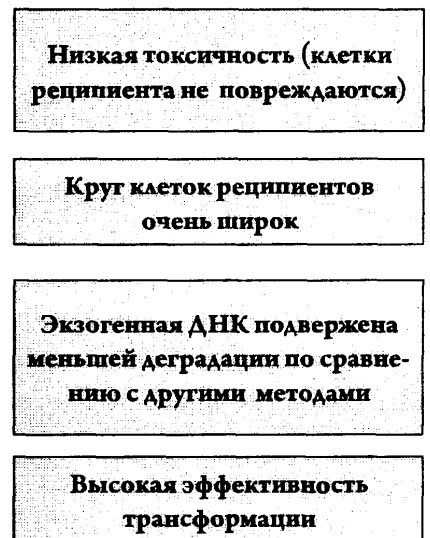 Низкая токсичность (клетки
реципиента не повреждаются)
Круг клеток реципиентов
очень широк
Экзогенная ДНК подвержена
меньшей деградации по сравне-
нию с другими методами
Высокая эффективность
трансформации